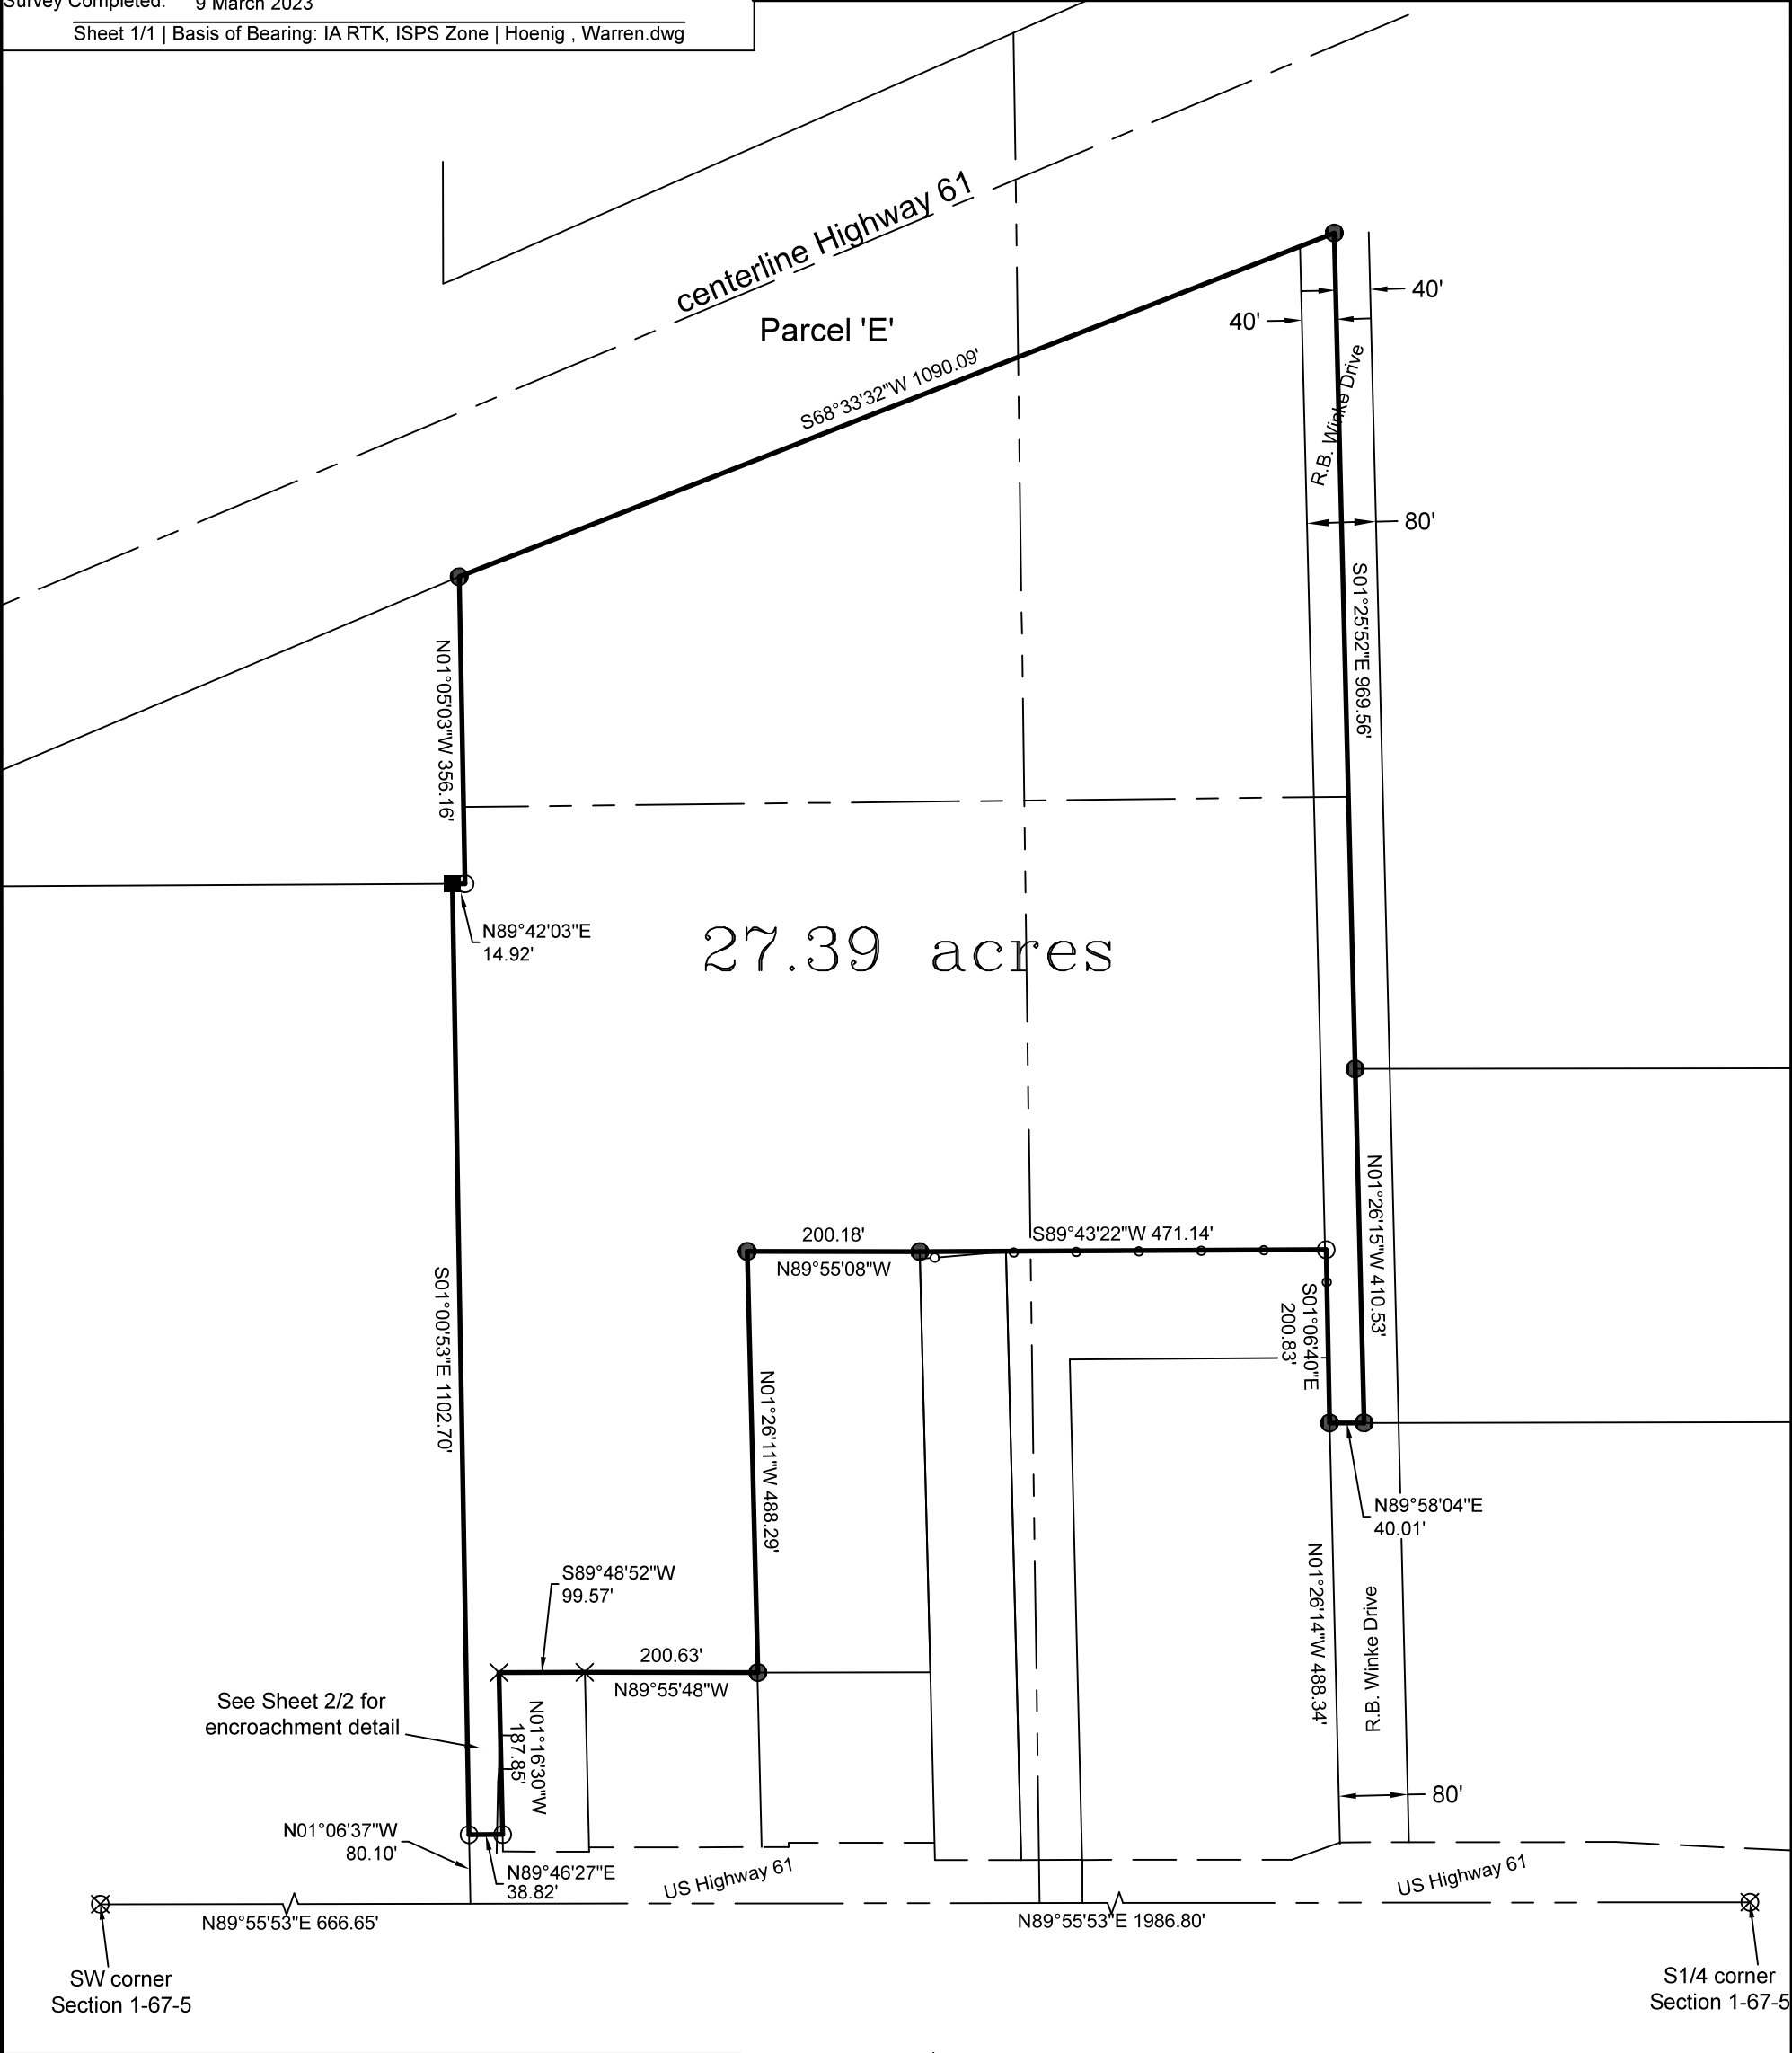 Survey Completed: 9 March 2023
Sheet 1/1 | Basis of Bearing: IA RTK, ISPS Zone | Hoenig , Warren.dwg
centerline Highway 61
Parcel 'E'
40'
40'
S68°33'32"W 1090.09'
R.B. Winke Drive
80'
S01°25'52"E 969.56'
N01°05'03"W 356.16'
N89°42'03"E
14.92'
27.39 acres
N01°26'15"W 410.53'
200.18'
S89°43'22"W 471.14'
N89°55'08"W
S01°06'40"E
200.83'
S01°00'53"E 1102.70'
N01°26'11"W 488.29'
N89°58'04"E
40.01'
N01°26'14"W 488.34'
R.B. Winke Drive
S89°48'52"W
99.57'
200.63'
N89°55'48"W
See Sheet 2/2 for
encroachment detail
N01°16'30"W
187.85'
80'
N01°06'37"W
80.10'
N89°46'27"E
38.82'
US Highway 61
US Highway 61
N89°55'53"E 666.65'
N89°55'53"E 1986.80'
SW corner
Section 1-67-5
S1/4 corner
Section 1-67-5